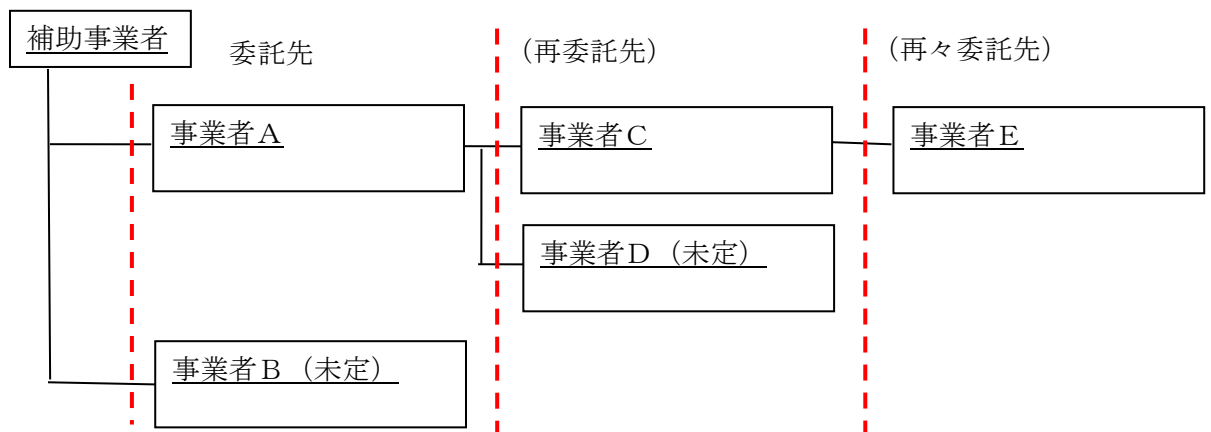 補助事業者
委託先
(再委託先)
(再々委託先)
事業者A
事業者C
事業者E
事業者D（未定）
事業者B（未定）